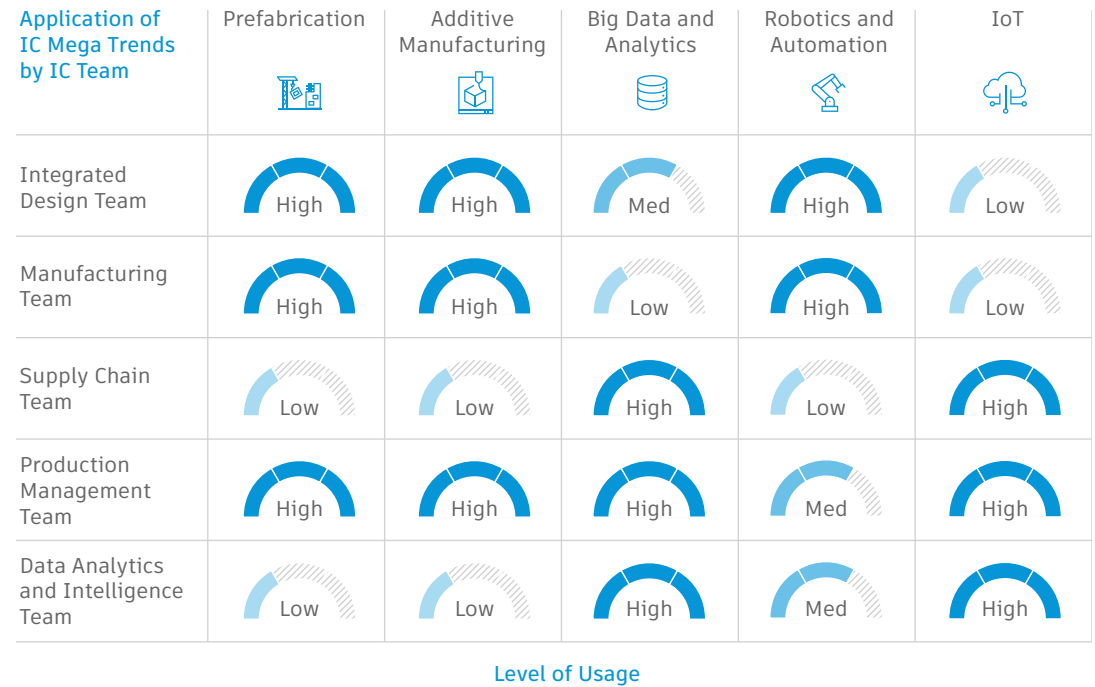 Application of
IC Mega Trends
by IC Team
Prefabrication
Additive
Manufacturing
Big Data and
Analytics
Robotics and
Automation
IoT
Integrated
Design Team
High
High
Med
High
Low
Manufacturing
Team
High
High
Low
High
Low
Supply Chain
Team
Low
Low
High
Low
High
Production
Management
Team
High
High
High
Med
High
Data Analytics
and Intelligence
Team
Low
Low
High
Med
High
Level of Usage